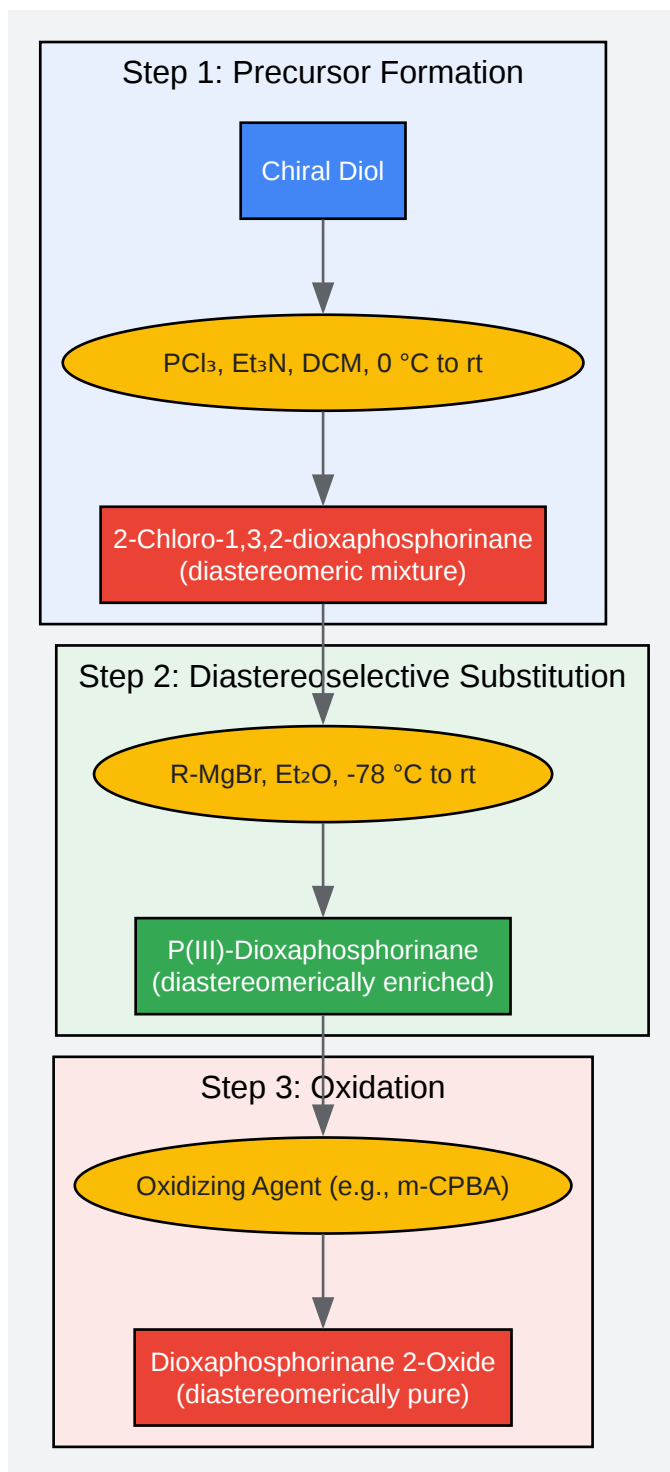 Step 1: Precursor Formation
Chiral Diol
PCl₃, Et₃N, DCM, 0 °C to rt
2-Chloro-1,3,2-dioxaphosphorinane
(diastereomeric mixture)
Step 2: Diastereoselective Substitution
R-MgBr, Et₂O, -78 °C to rt
P(III)-Dioxaphosphorinane
(diastereomerically enriched)
Step 3: Oxidation
Oxidizing Agent (e.g., m-CPBA)
Dioxaphosphorinane 2-Oxide
(diastereomerically pure)